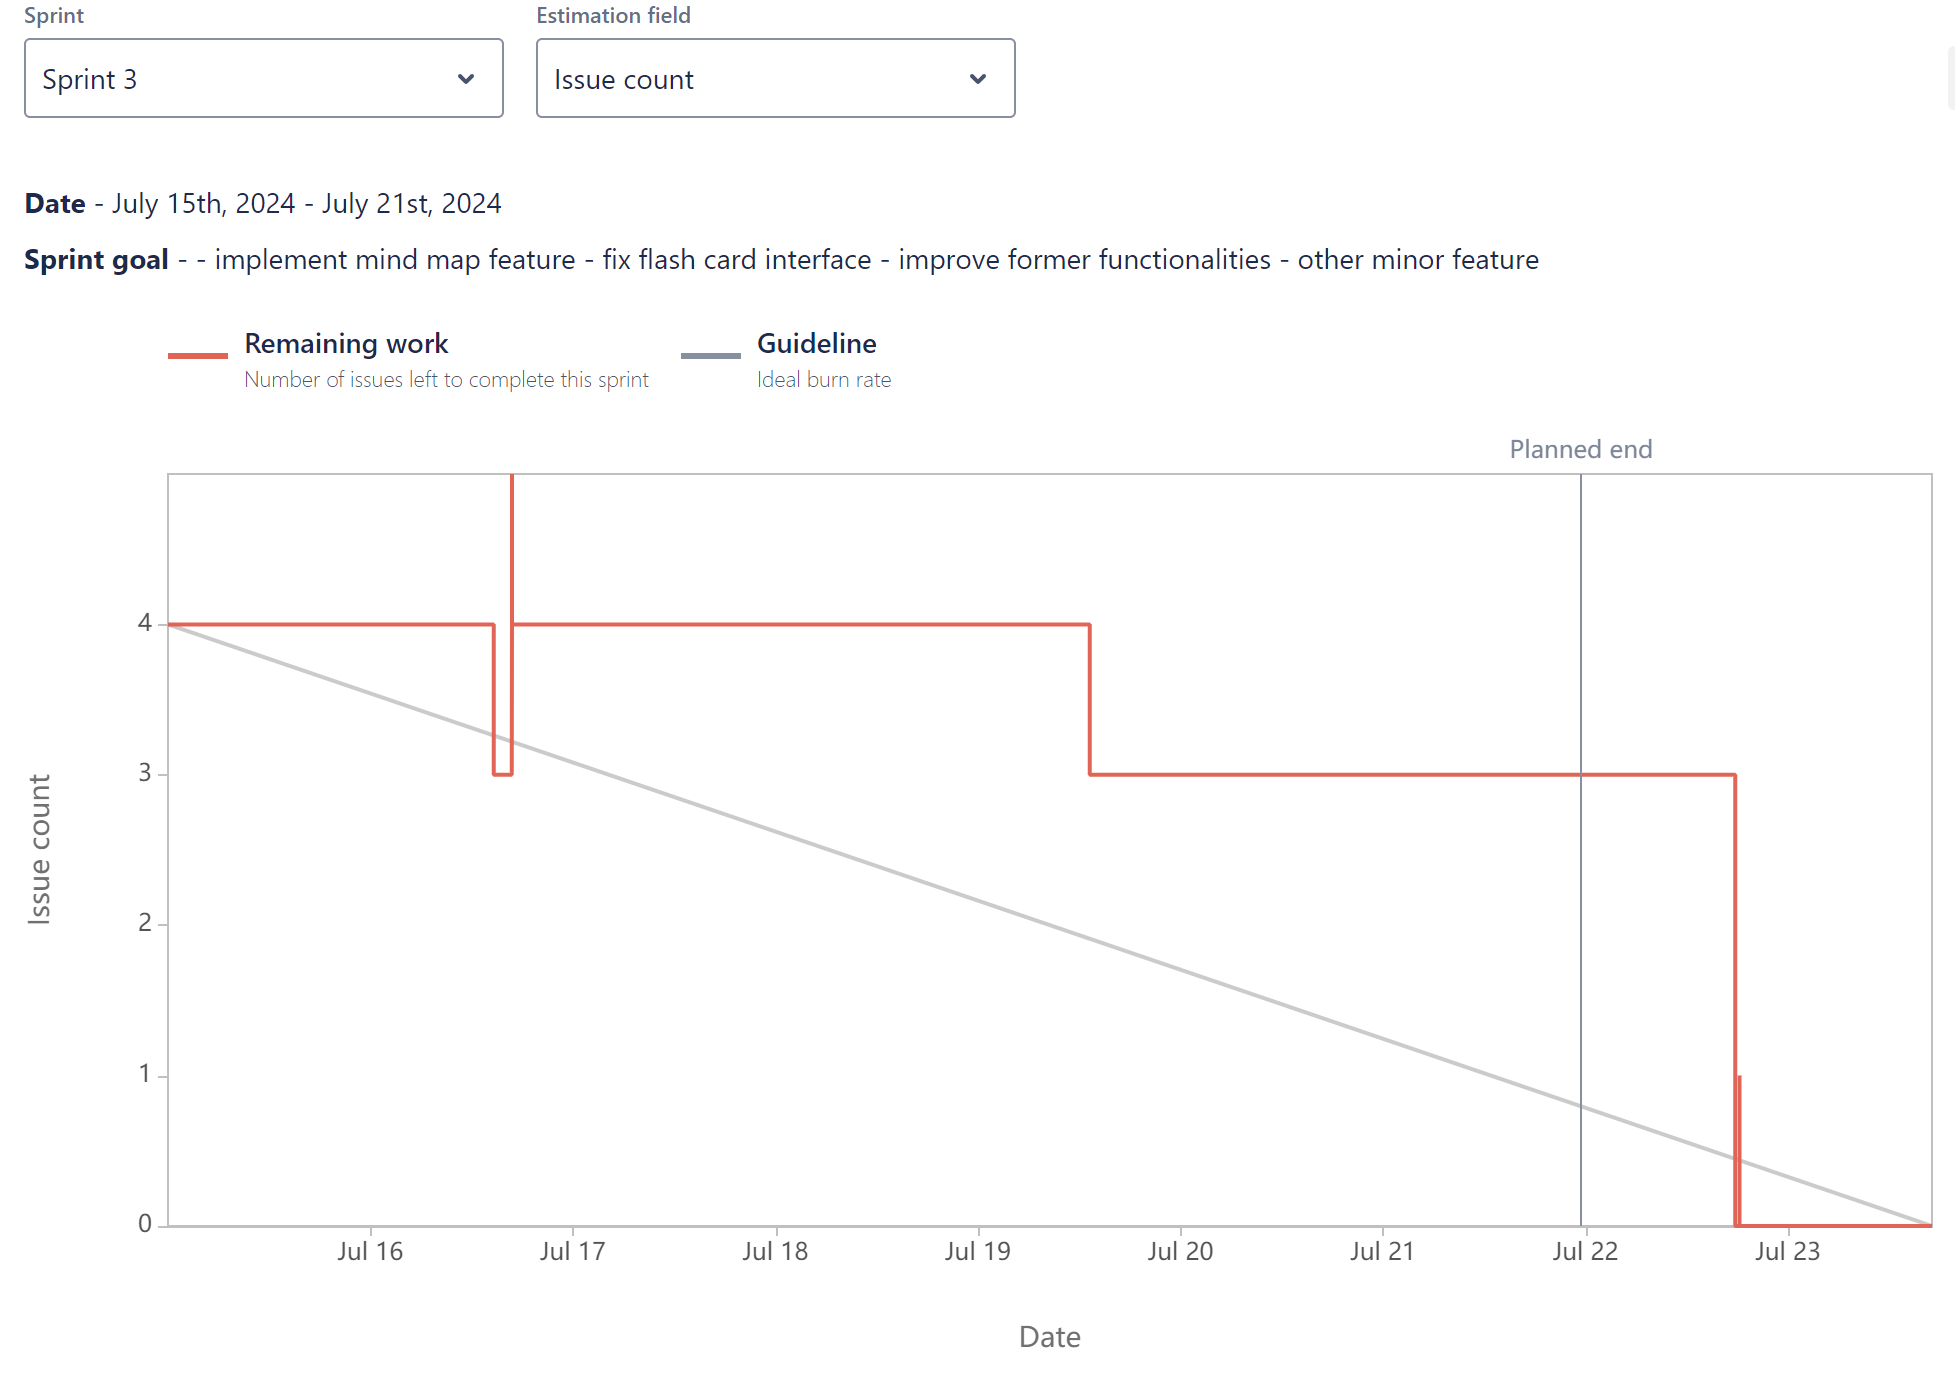 Sprint
Estimation field
Sprint 3
Issue count
Date - July 15th, 2024 - July 21st, 2024
Sprint goal - - implement mind map feature - fix flash card interface - improve former functionalities - other minor feature
Remaining work
Number of issues left to complete this sprint
Guideline
Ideal burn rate
Planned end
4
3
2
1
0
Issue count
Jul 16
Jul 17
Jul 18
Jul 19
Jul 20
Jul 21
Jul 22
Jul 23
Date